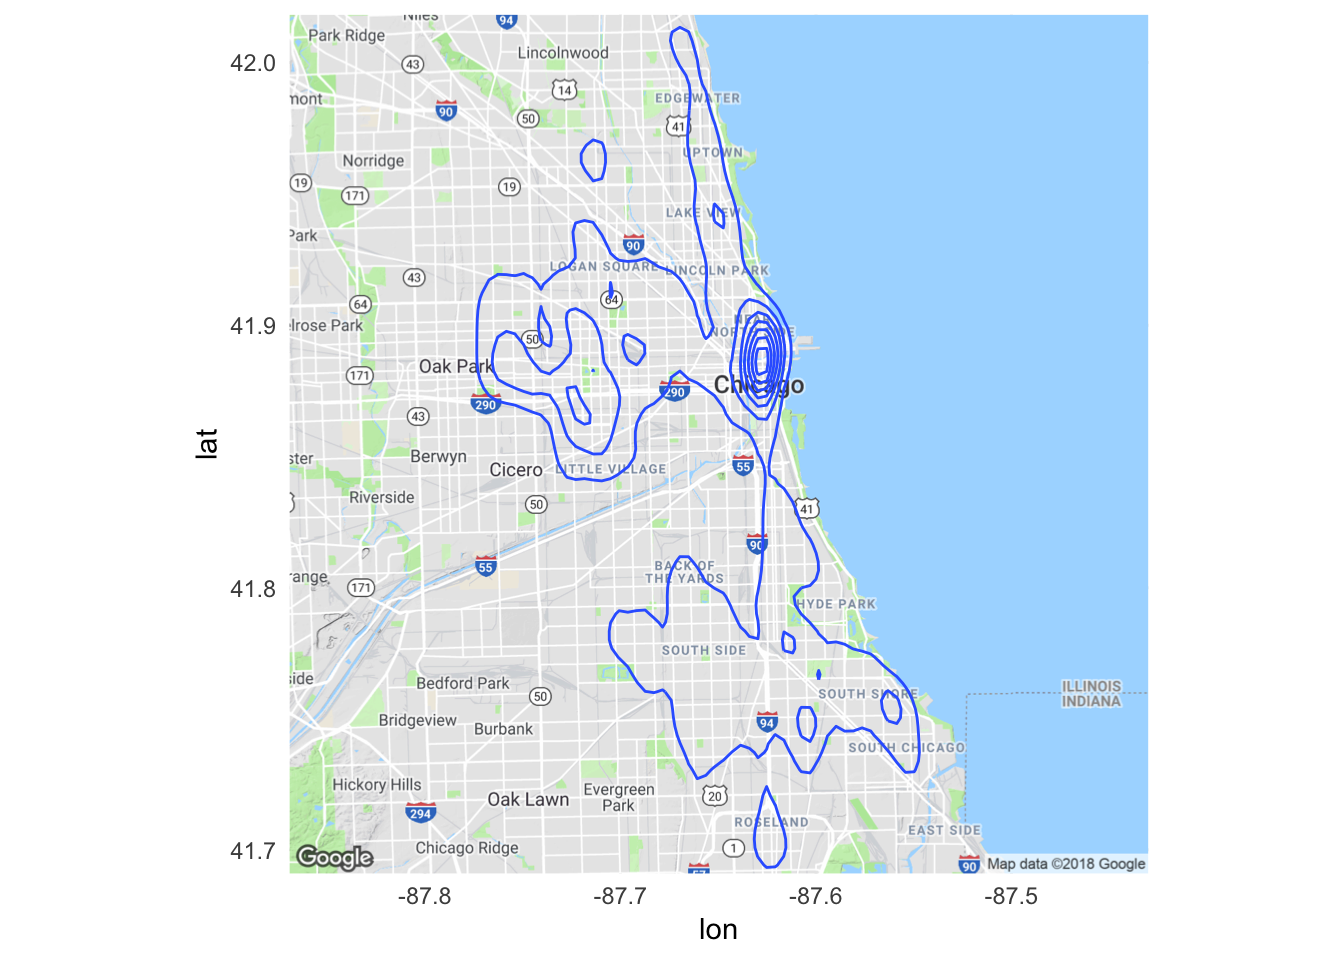 Niles
94
Park Ridge
Lincolnwood
42.0
43
14
mont
90
EDGEWATER
50
41
UPTOWN
Norridge
19
171
19
LAKE VIEW
Park
90
LOGAN SQUARE
LINCOLN PARK
43
64
64
41.9
elrose Park
NEAR
NORTH SIDE
50
Oak Park
171
Chicago
290
290
43
ster
Berwyn
Cicero
LITTLE VILLAGE
55
Riverside
50
41
90
lat
55
BACK OF
THE YARDS
range
171
41.8
HYDE PARK
SOUTH SIDE
side
Bedford Park
50
SOUTH SHORE
ILLINOIS
INDIANA
Bridgeview
Burbank
94
SOUTH CHICAGO
Hickory Hills
Evergreen
Park
Oak Lawn
20
294
ROSELAND
EAST SIDE
Chicago Ridge
1
41.7
Google
57
90
Map data ©2018 Google
-87.8
-87.7
-87.6
-87.5
lon